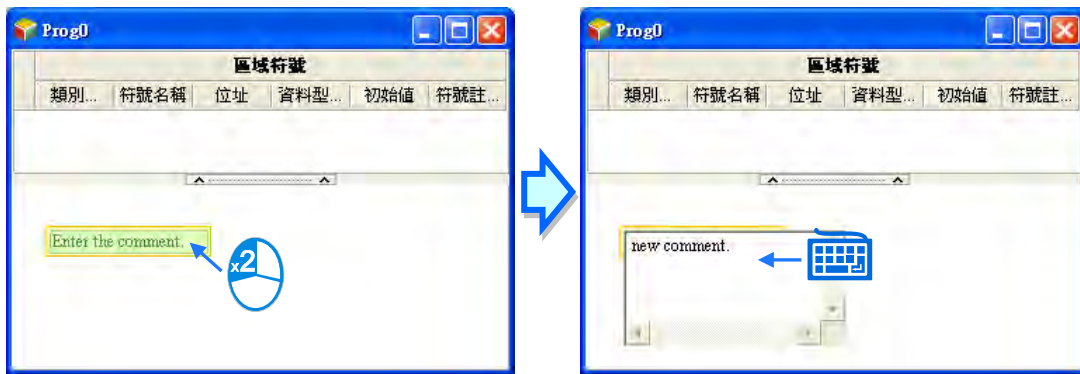 Prog0
區域符號
類別... 符號名稱 位址 資料型... 初始值 符號註...
Enter the comment.
x2
Prog0
區域符號
類別... 符號名稱 位址 資料型... 初始值 符號註...
new comment.